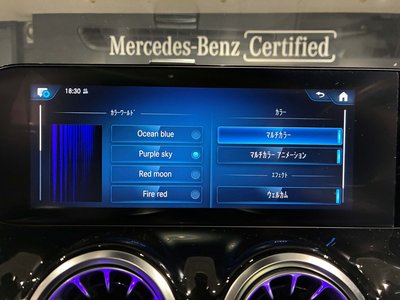 Mercedes-Benz Certified
18:30
カラーワールド
Ocean blue
Purple sky
Red moon
Fire red
カラー
マルチカラー
マルチカラー アニメーション
エフェクト
ウェルカム